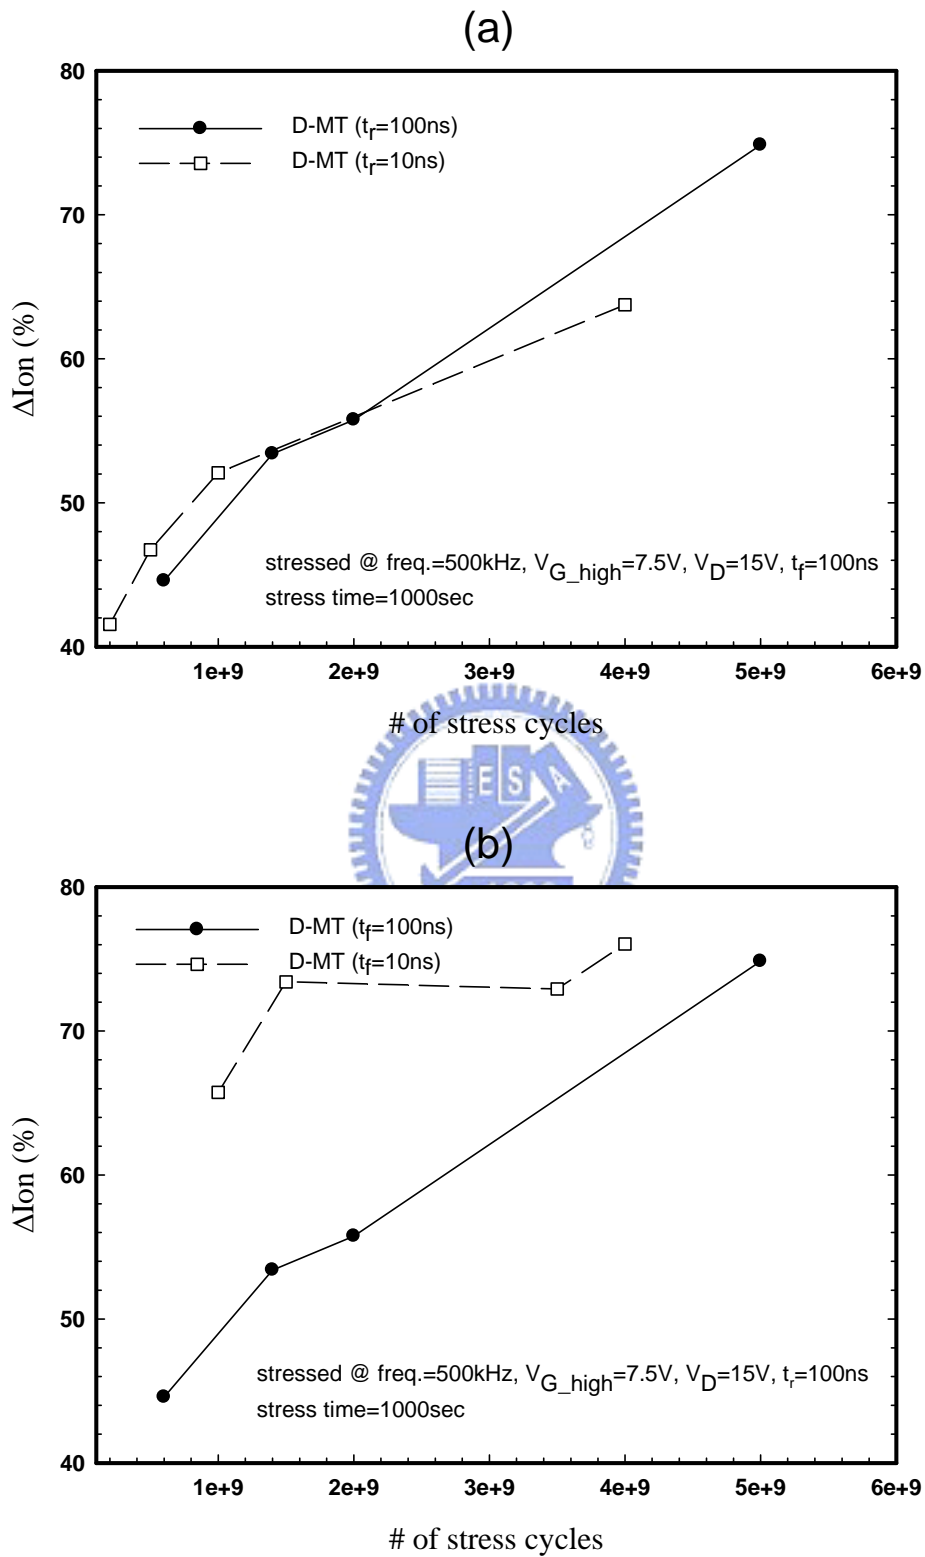 (a)
80
70
60
50
40
ΔIon (%)
D-MT (tr=100ns)
D-MT (tr=10ns)
stressed @ freq.=500kHz, VG_high=7.5V, VD=15V, tf=100ns
stress time=1000sec
1e+9 2e+9 3e+9 4e+9 5e+9 6e+9
# of stress cycles
E S A
(b)
80
70
60
50
40
ΔIon (%)
D-MT (tf=100ns)
D-MT (tf=10ns)
stressed @ freq.=500kHz, VG_high=7.5V, VD=15V, tr=100ns
stress time=1000sec
1e+9 2e+9 3e+9 4e+9 5e+9 6e+9
# of stress cycles